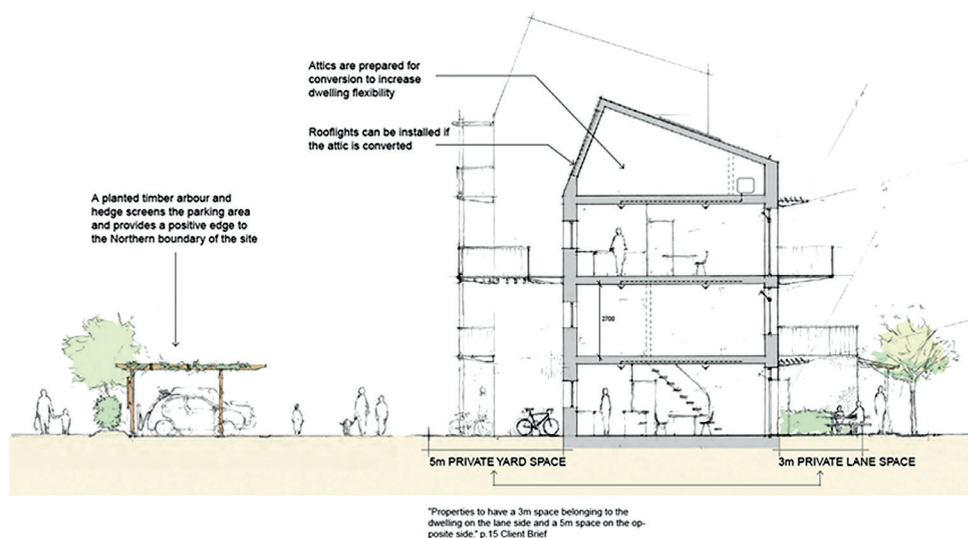 Attics are prepared for
conversion to increase
dwelling flexibility
Rooflights can be installed if
the attic is converted
A planted timber arbour and
hedge screens the parking area
and provides a positive edge to
the Northern boundary of the site
2700
5m PRIVATE YARD SPACE
3m PRIVATE LANE SPACE
"Properties to have a 3m space belonging to the
dwelling on the lane side and a 5m space on the op-
posite side." p.15 Client Brief